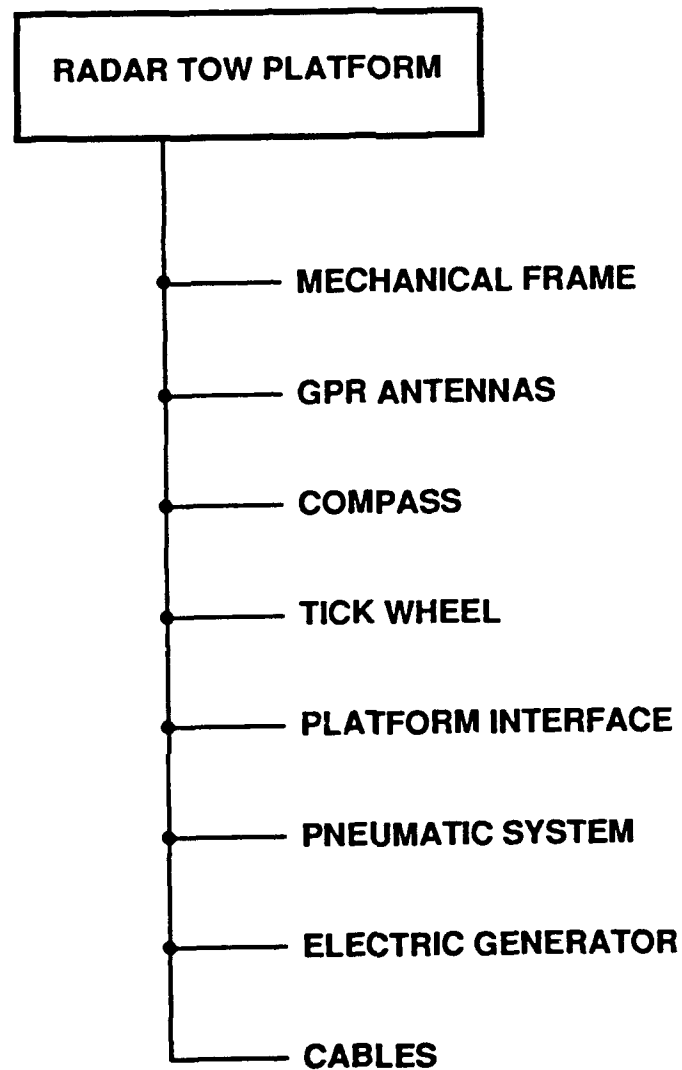 RADAR TOW PLATFORM
MECHANICAL FRAME
GPR ANTENNAS
COMPASS
TICK WHEEL
PLATFORM INTERFACE
PNEUMATIC SYSTEM
ELECTRIC GENERATOR
CABLES